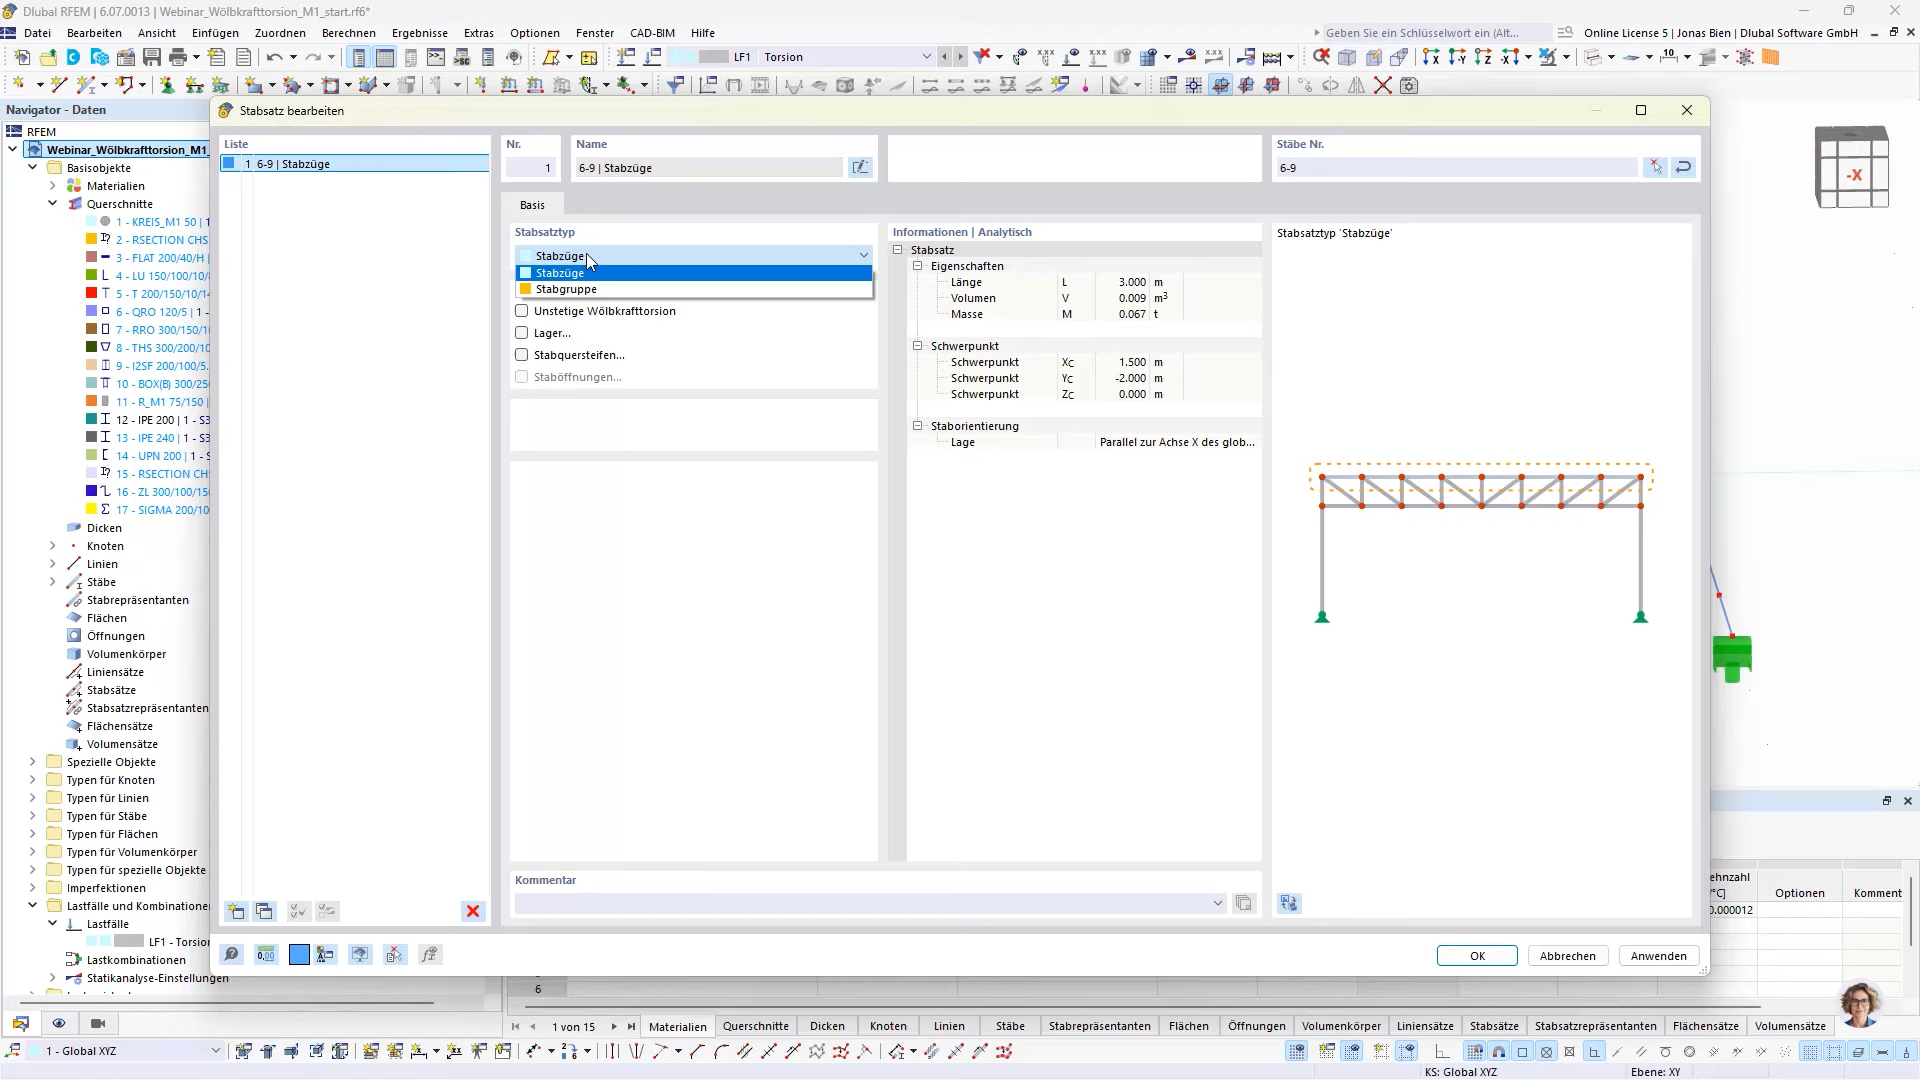 Dlubal RFEM | 6.07.0013 | Webinar_Wölbkrafttorsion_M1_start.rf6*
Datei Bearbeiten Ansicht Einfügen Zuordnen Berechnen Ergebnisse Extras Optionen Fenster CAD-BIM Hilfe
Geben Sie ein Schlüsselwort ein (Alt...
Online License 5 | Jonas Bien | Dlubal Software GmbH
LF1 Torsion
Navigator - Daten
RFEM
Webinar_Wölbkrafttorsion_M1_
Basisobjekte
Materialien
Querschnitte
1 - KREIS_M1 50 | 1
2 - RSECTION CHS
3 - FLAT 200/40/H |
4 - LU 150/100/10/
5 - T 200/150/10/14
6 - QRO 120/5 | 1 -
7 - RRO 300/150/
8 - THS 300/200/10
9 - I2SF 200/100/5.
10 - BOX(B) 300/25
11 - R_M1 75/150 |
12 - IPE 200 | 1 - S3
13 - IPE 240 | 1 - S3
14 - UPN 200 | 1 - S
15 - RSECTION CHS
16 - ZL 300/100/15
17 - SIGMA 200/10
Dicken
Knoten
Linien
Stäbe
Stabrepräsentanten
Flächen
Öffnungen
Volumenkörper
Liniensätze
Stabsätze
Stabsatzrepräsentanten
Flächensätze
Volumensätze
Spezielle Objekte
Typen für Knoten
Typen für Linien
Typen für Stäbe
Typen für Flächen
Typen für Volumenkörper
Typen für spezielle Objekte
Imperfektionen
Lastfälle und Kombinationen
Lastfälle
LF1 - Torsion
Lastkombinationen
Statikanalyse-Einstellungen
Stabsatz bearbeiten
Liste
1 6-9 | Stabzüge
Nr.
1
Name
6-9 | Stabzüge
Stäbe Nr.
6-9
Basis
Stabsatztyp
Stabzüge
Stabzüge
Stabgruppe
Unstetige Wölbkrafttorsion
Lager...
Stabquersteifen...
Staböffnungen...
Informationen | Analytisch
Stabsatz
Eigenschaften
Länge L 3.000 m
Volumen V 0.009 m3
Masse M 0.067 t
Schwerpunkt
Schwerpunkt XC 1.500 m
Schwerpunkt YC -2.000 m
Schwerpunkt ZC 0.000 m
Staborientierung
Lage Parallel zur Achse X des glob...
Stabsatztyp 'Stabzüge'
Kommentar
OK Abbrechen Anwenden
-X
ehnzahl
°C]
Optionen
Komment
0.000012
6
1 von 15
Materialien Querschnitte Dicken Knoten Linien Stäbe Stabrepräsentanten Flächen Öffnungen Volumenkörper Liniensätze Stabsätze Stabsatzrepräsentanten Flächensätze Volumensätze
1 - Global XYZ
KS: Global XYZ
Ebene: XY